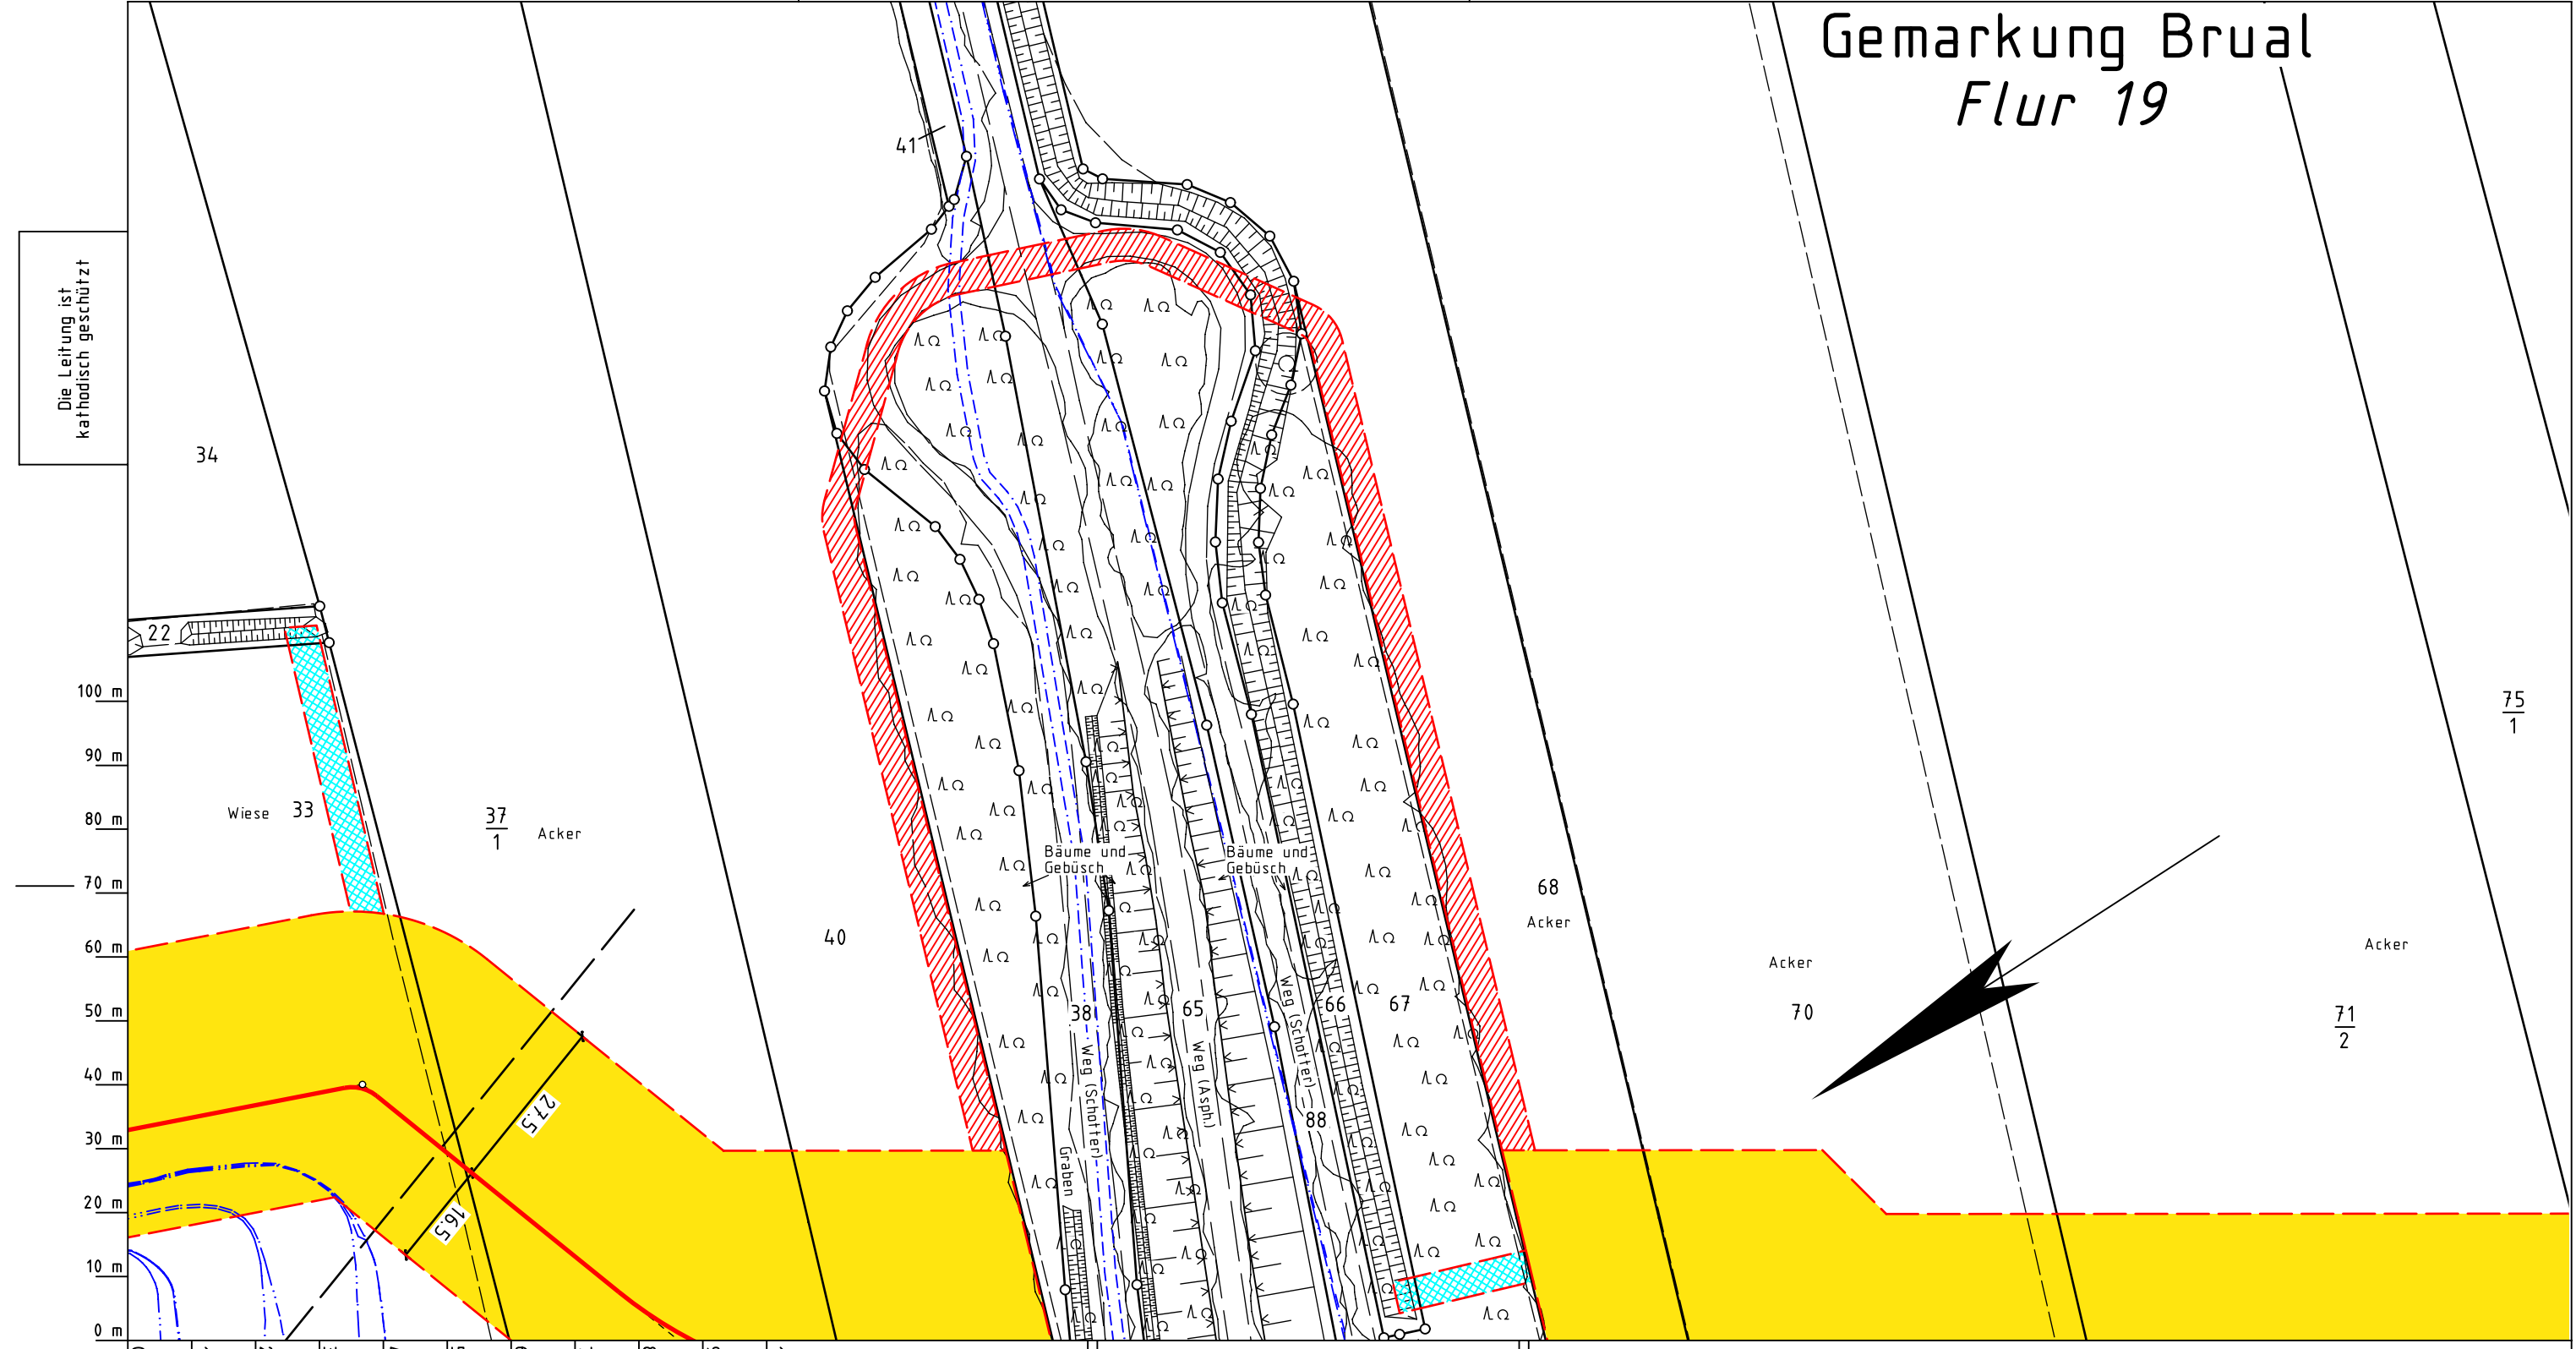 Gemarkung Brual
Flur 19
Die Leitung ist
kathodisch geschützt
41
34
22
100 m
90 m
80 m
70 m
60 m
50 m
40 m
30 m
20 m
10 m
0 m
Wiese 33
37
1
Acker
40
Bäume und
Gebüsch
Bäume und
Gebüsch
38
65
66
67
88
Weg (Schotter)
Weg (Asph.)
Weg (Schotter)
Graben
68
Acker
Acker
70
Acker
71
2
75
1
27.5
16.5